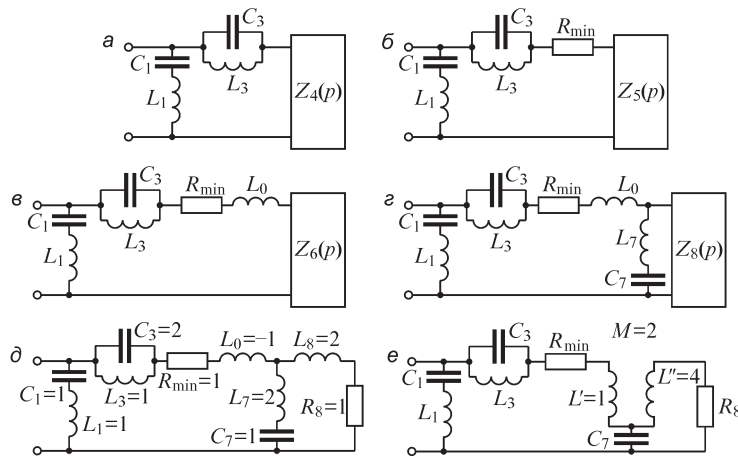 а C₁ L₁ C₃ L₃ Z₄(p)
б C₁ L₁ C₃ L₃ Rmin Z₅(p)
в C₁ L₁ C₃ L₃ Rmin L₀ Z₆(p)
г C₁ L₁ C₃ L₃ Rmin L₀ L₇ C₇ Z₈(p)
д C₁=1 L₁=1 C₃=2 L₃=1 Rmin=1 L₀=−1 L₈=2 L₇=2 C₇=1 R₈=1
е C₁ L₁ C₃ L₃ Rmin M=2 L′=1 L″=4 C₇ R₈